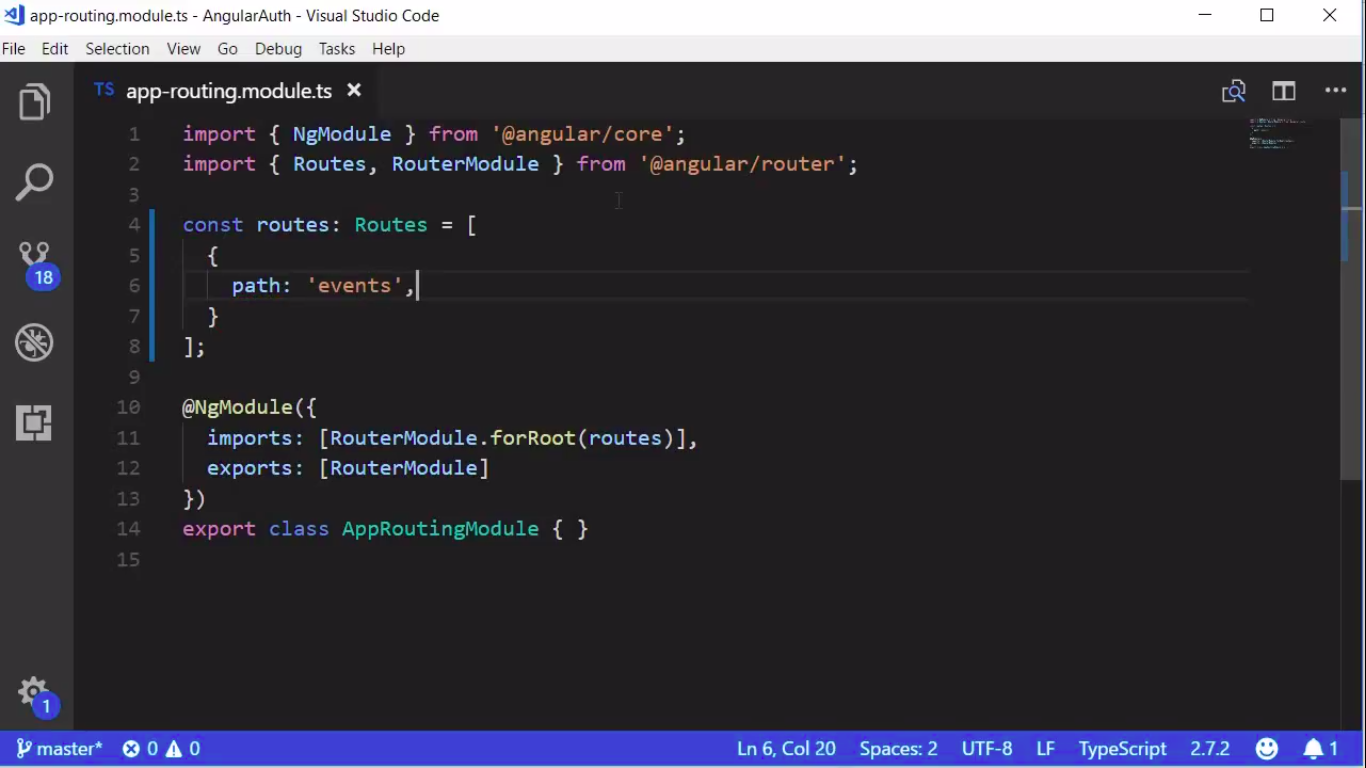 app-routing.module.ts - AngularAuth - Visual Studio Code
File Edit Selection View Go Debug Tasks Help
TS app-routing.module.ts
1 import { NgModule } from '@angular/core';
2 import { Routes, RouterModule } from '@angular/router';
3
4 const routes: Routes = [
5 {
6 path: 'events',
7 }
8 ];
9
10 @NgModule({
11 imports: [RouterModule.forRoot(routes)],
12 exports: [RouterModule]
13 })
14 export class AppRoutingModule { }
15
18
1
master* 0 0 Ln 6, Col 20 Spaces: 2 UTF-8 LF TypeScript 2.7.2 1